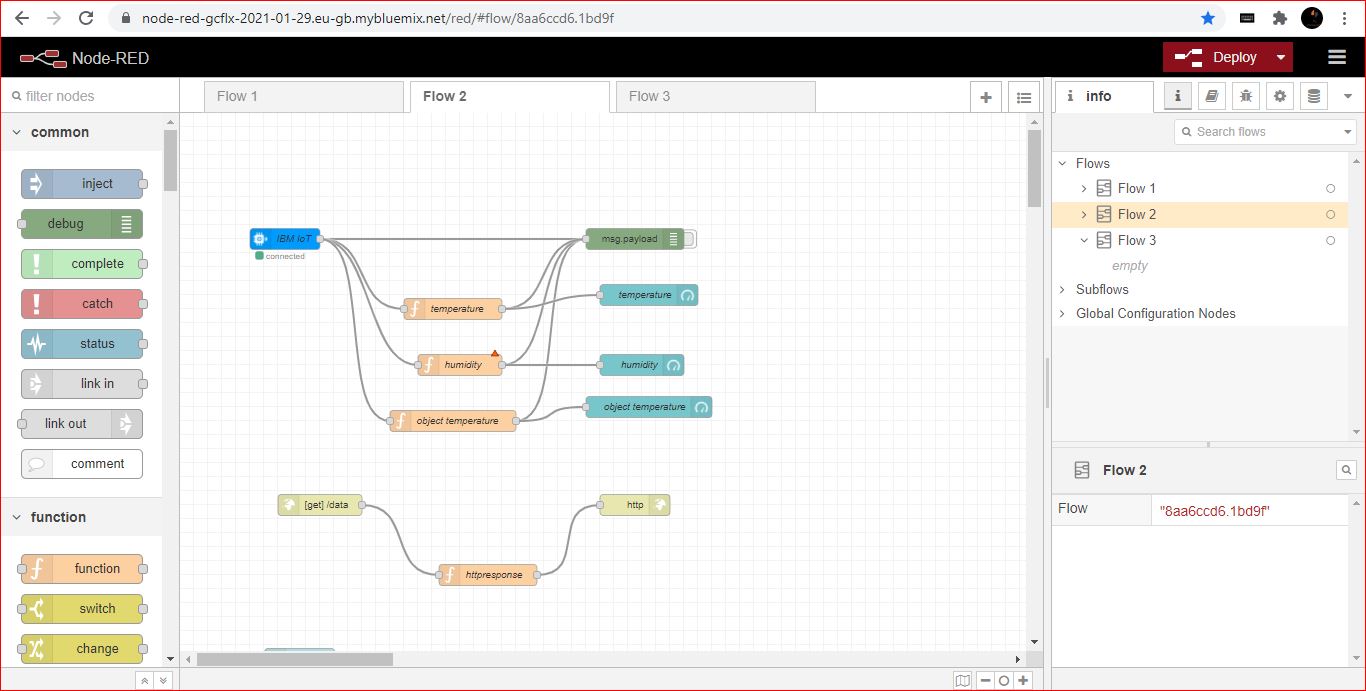 node-red-gcflx-2021-01-29.eu-gb.mybluemix.net/red/#flow/8aa6ccd6.1bd9f
Node-RED
Deploy
filter nodes
Flow 1
Flow 2
Flow 3
i info
i
Search flows
common
inject
debug
complete
catch
status
link in
link out
comment
function
function
switch
change
IBM IoT
connected
msg.payload
temperature
temperature
humidity
humidity
object temperature
object temperature
[get] /data
http
httpresponse
Flows
Flow 1
Flow 2
Flow 3
empty
Subflows
Global Configuration Nodes
Flow 2
Flow "8aa6ccd6.1bd9f"